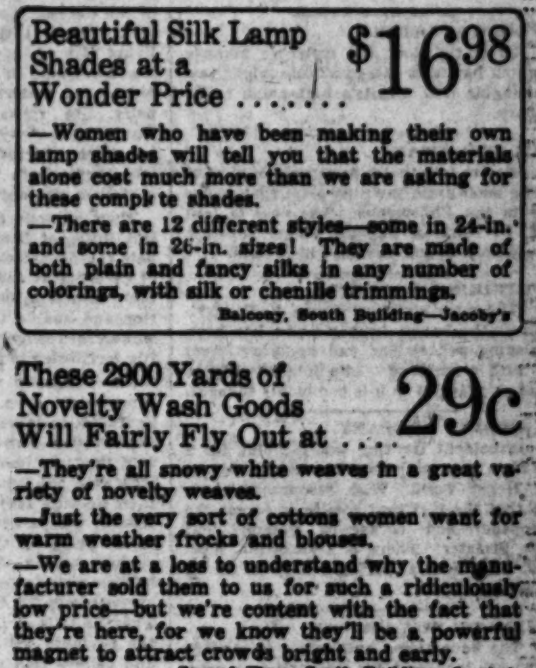 Beautiful Silk Lamp
Shades at a
Wonder Price ....... $16.98
—Women who have been making their own
lamp shades will tell you that the materials
alone cost much more than we are asking for
these complete shades.
—There are 12 different styles—some in 24-in.
and some in 26-in. sizes! They are made of
both plain and fancy silks in any number of
colorings, with silk or chenille trimmings.
Balcony, South Building—Jacoby's
These 2900 Yards of
Novelty Wash Goods
Will Fairly Fly Out at .... 29c
—They're all snowy white weaves in a great va-
riety of novelty weaves.
—Just the very sort of cottons women want for
warm weather frocks and blouses.
—We are at a loss to understand why the manu-
facturer sold them to us for such a ridiculously
low price—but we're content with the fact that
they're here, for we know they'll be a powerful
magnet to attract crowds bright and early.